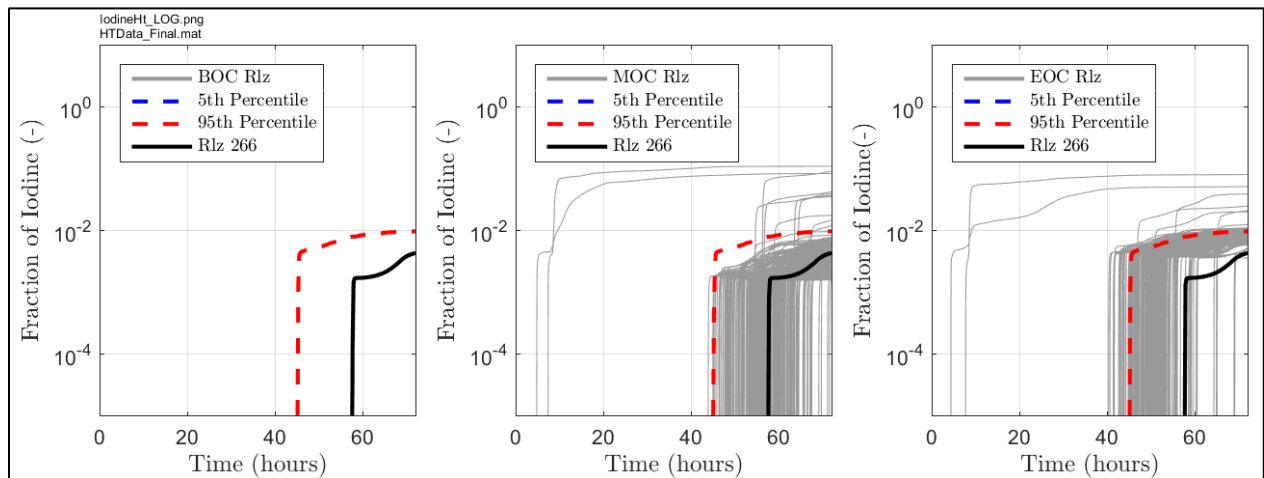 IodineHt_LOG.png
HTData_Final.mat
BOC Rlz
5th Percentile
95th Percentile
Rlz 266
Fraction of Iodine (-)
10^0
10^-2
10^-4
0
20
40
60
Time (hours)
MOC Rlz
5th Percentile
95th Percentile
Rlz 266
Fraction of Iodine (-)
10^0
10^-2
10^-4
0
20
40
60
Time (hours)
EOC Rlz
5th Percentile
95th Percentile
Rlz 266
Fraction of Iodine(-)
10^0
10^-2
10^-4
0
20
40
60
Time (hours)